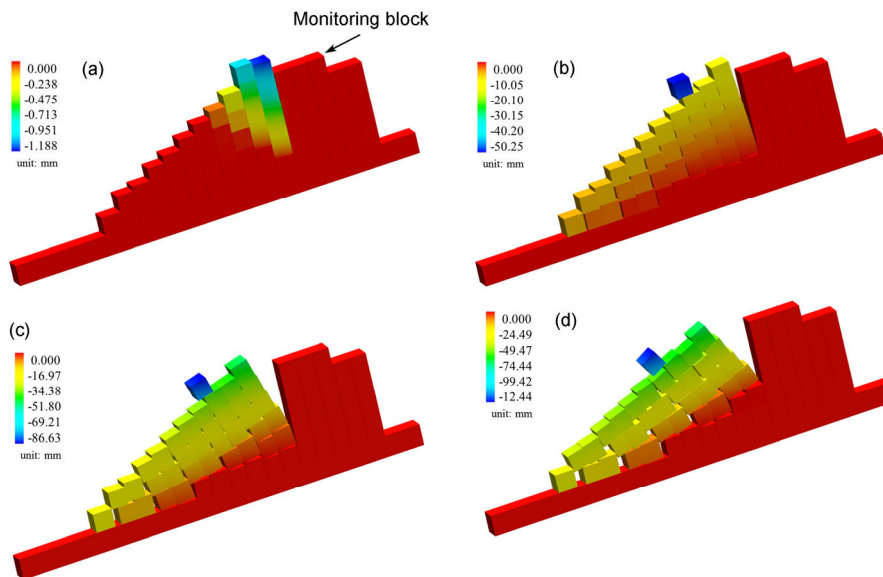 Monitoring block
(a)
0.000
-0.238
-0.475
-0.713
-0.951
-1.188
unit: mm
(b)
0.000
-10.05
-20.10
-30.15
-40.20
-50.25
unit: mm
(c)
0.000
-16.97
-34.38
-51.80
-69.21
-86.63
unit: mm
(d)
0.000
-24.49
-49.47
-74.44
-99.42
-12.44
unit: mm